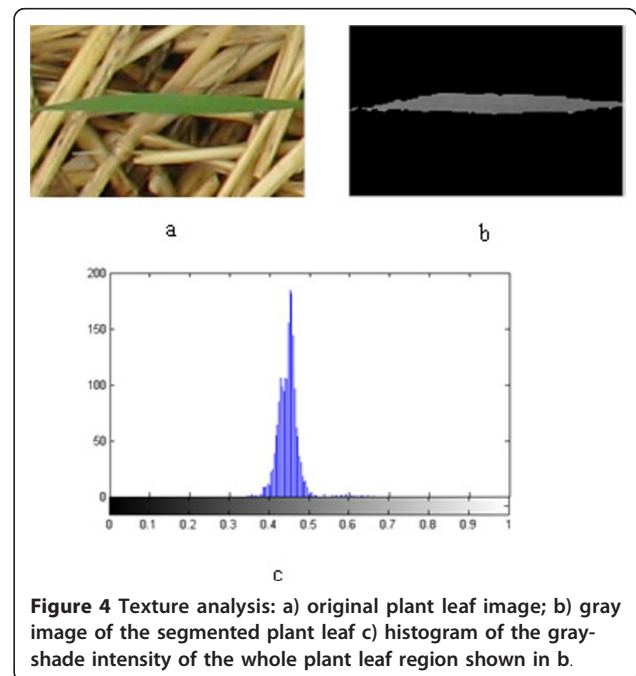 a
b
200
150
100
50
0
0 0.1 0.2 0.3 0.4 0.5 0.6 0.7 0.8 0.9 1
c
Figure 4 Texture analysis: a) original plant leaf image; b) gray
image of the segmented plant leaf c) histogram of the gray-
shade intensity of the whole plant leaf region shown in b.